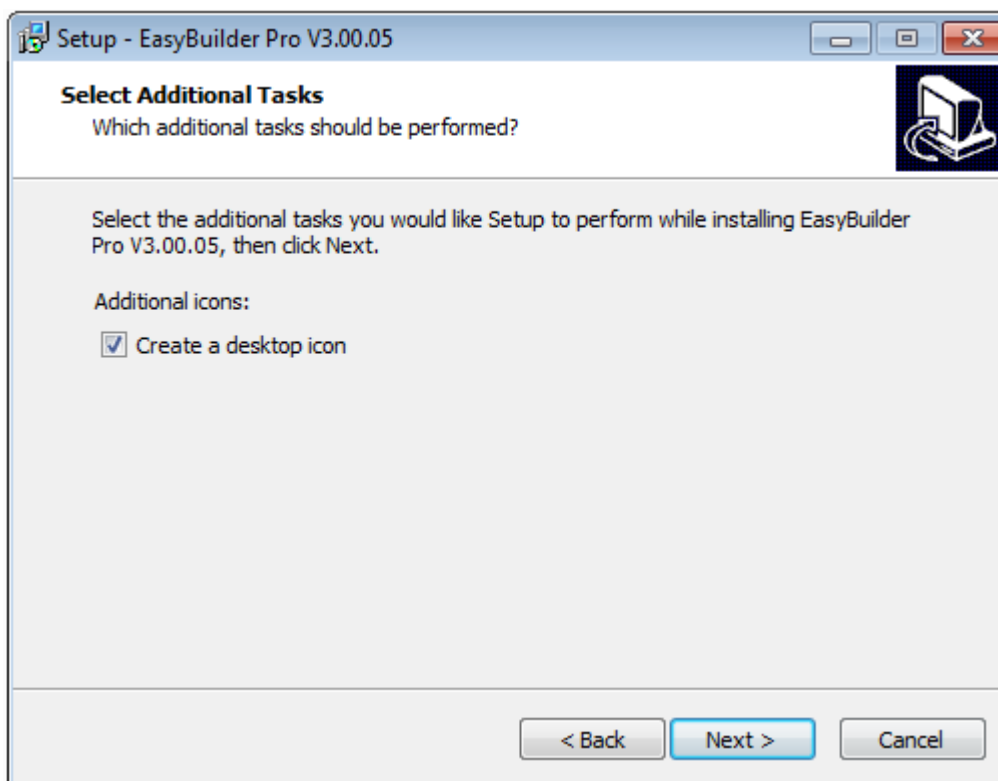 Setup - EasyBuilder Pro V3.00.05
Select Additional Tasks
Which additional tasks should be performed?
Select the additional tasks you would like Setup to perform while installing EasyBuilder
Pro V3.00.05, then click Next.
Additional icons:
Create a desktop icon
< Back Next > Cancel